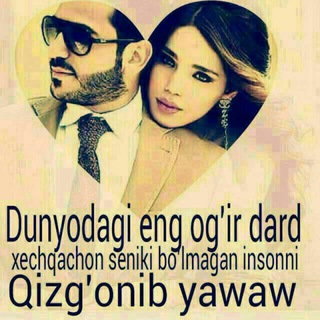 Dunyodagi eng og'ir dard
xechqachon seniki bo'lmagan insonni
Qizg'onib yawaw